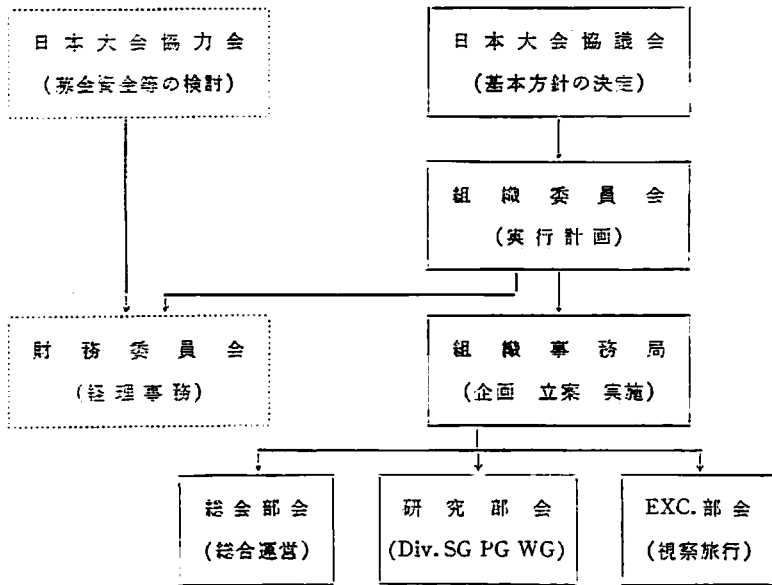 日本大会協力会
(募金資金等の検討)
日本大会協議会
(基本方針の決定)
組織委員会
(実行計画)
財務委員会
(経理事務)
組織事務局
(企画 立案 実施)
総会部会
(総合運営)
研究部会
(Div. SG PG WG)
EXC.部会
(視察旅行)